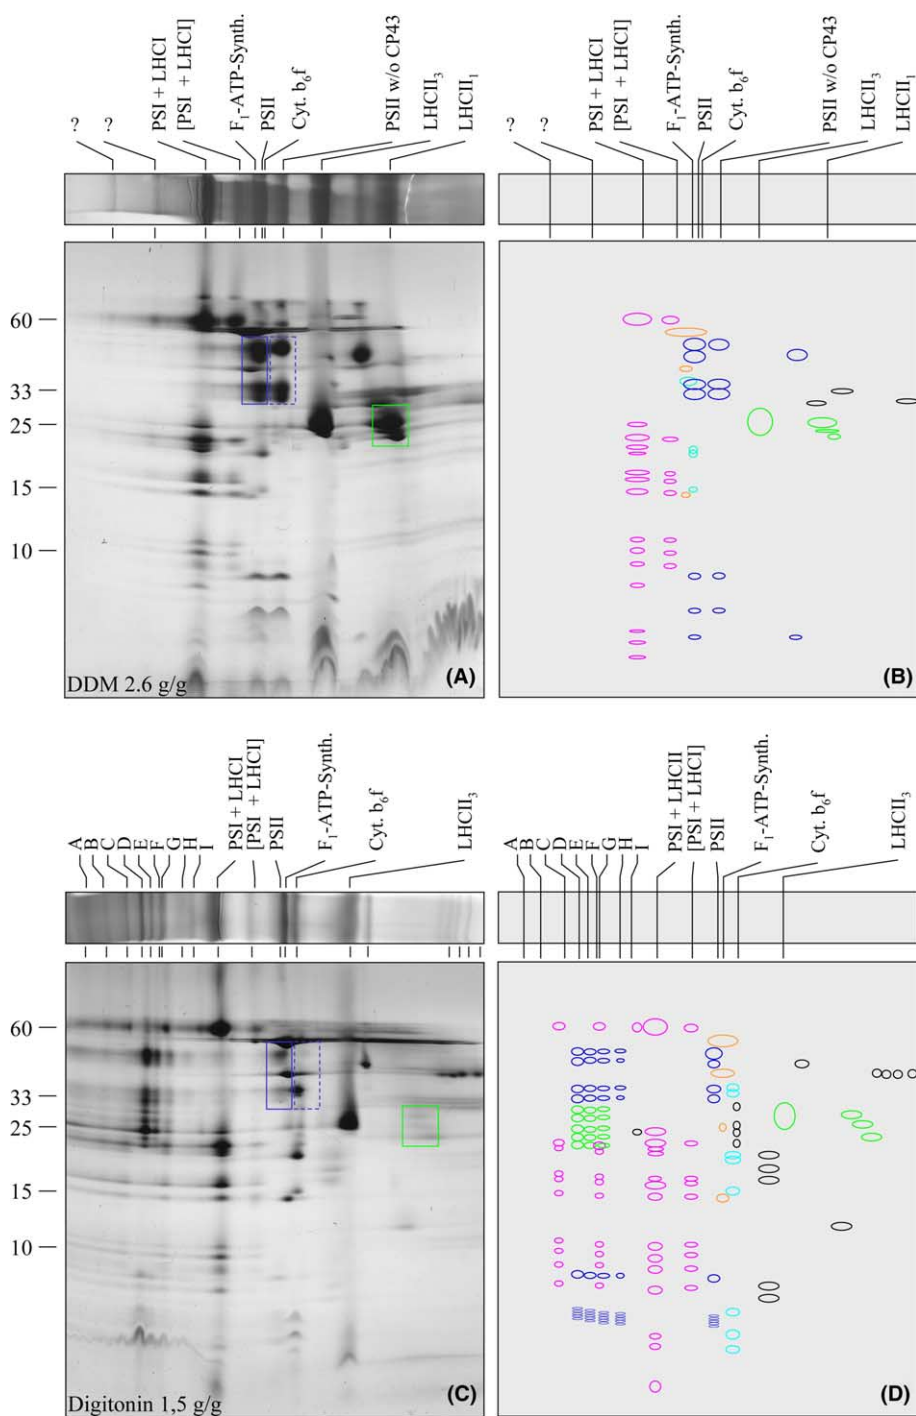 ?
?
PSI + LHCI
[PSI + LHCI]
F₁-ATP-Synth.
PSII
Cyt. b₆f
PSII w/o CP43
LHCII₃
LHCII₁
?
?
PSI + LHCI
[PSI + LHCI]
F₁-ATP-Synth.
PSII
Cyt. b₆f
PSII w/o CP43
LHCII₃
LHCII₁
60
33
25
15
10
DDM 2.6 g/g
(A)
(B)
A
B
C
D
E
F
G
H
I
PSI + LHCI
[PSI + LHCI]
PSII
F₁-ATP-Synth.
Cyt. b₆f
LHCII₃
A
B
C
D
E
F
G
H
I
PSI + LHCII
[PSI + LHCI]
PSII
F₁-ATP-Synth.
Cyt. b₆f
LHCII₃
60
33
25
15
10
Digitonin 1,5 g/g
(C)
(D)